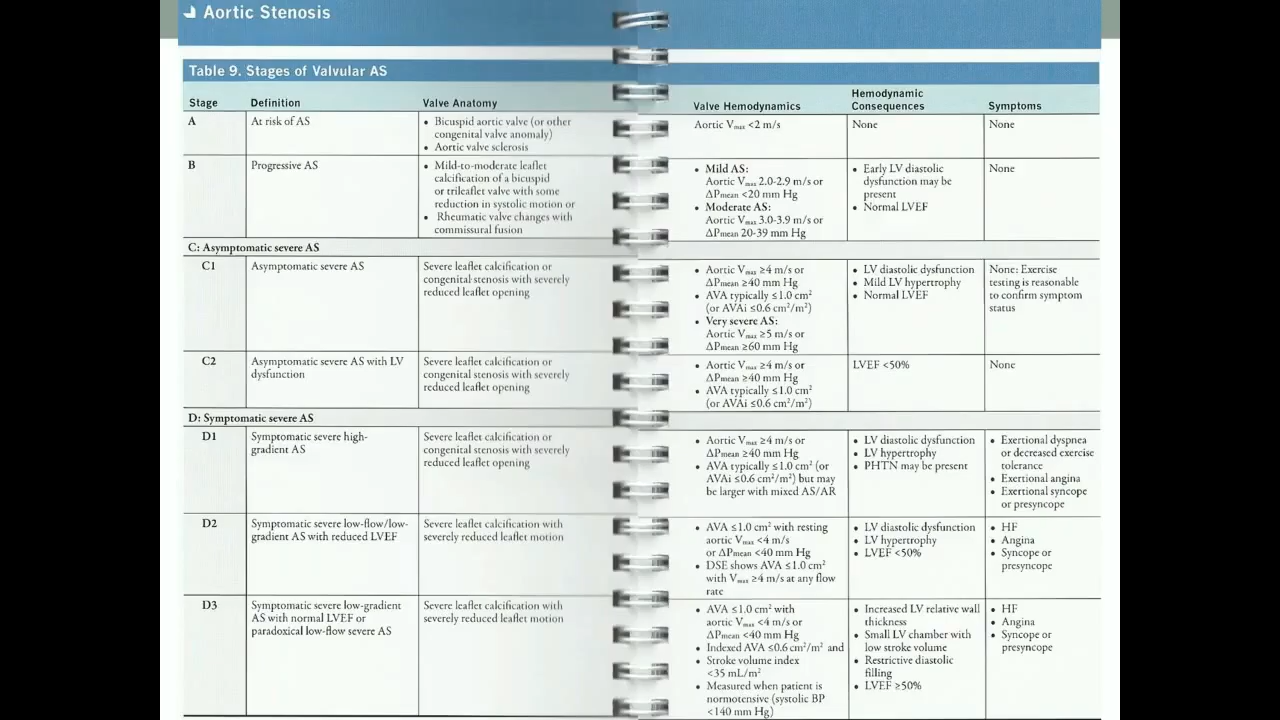 Aortic Stenosis
Table 9. Stages of Valvular AS
Stage Definition Valve Anatomy Valve Hemodynamics Hemodynamic Consequences Symptoms
A
At risk of AS
• Bicuspid aortic valve (or other
congenital valve anomaly)
• Aortic valve sclerosis
Aortic Vmax <2 m/s
None
None
B
Progressive AS
• Mild-to-moderate leaflet
calcification of a bicuspid
or trileaflet valve with some
reduction in systolic motion or
• Rheumatic valve changes with
commissural fusion
• Mild AS:
Aortic Vmax 2.0-2.9 m/s or
ΔPmean <20 mm Hg
• Moderate AS:
Aortic Vmax 3.0-3.9 m/s or
ΔPmean 20-39 mm Hg
• Early LV diastolic
dysfunction may be
present
• Normal LVEF
None
C: Asymptomatic severe AS
C1
Asymptomatic severe AS
Severe leaflet calcification or
congenital stenosis with severely
reduced leaflet opening
• Aortic Vmax ≥4 m/s or
ΔPmean ≥40 mm Hg
• AVA typically ≤1.0 cm²
(or AVAi ≤0.6 cm²/m²)
• Very severe AS:
Aortic Vmax ≥5 m/s or
ΔPmean ≥60 mm Hg
• LV diastolic dysfunction
• Mild LV hypertrophy
• Normal LVEF
None: Exercise
testing is reasonable
to confirm symptom
status
C2
Asymptomatic severe AS with LV
dysfunction
Severe leaflet calcification or
congenital stenosis with severely
reduced leaflet opening
• Aortic Vmax ≥4 m/s or
ΔPmean ≥40 mm Hg
• AVA typically ≤1.0 cm²
(or AVAi ≤0.6 cm²/m²)
LVEF <50%
None
D: Symptomatic severe AS
D1
Symptomatic severe high-
gradient AS
Severe leaflet calcification or
congenital stenosis with severely
reduced leaflet opening
• Aortic Vmax ≥4 m/s or
ΔPmean ≥40 mm Hg
• AVA typically ≤1.0 cm² (or
AVAi ≤0.6 cm²/m²) but may
be larger with mixed AS/AR
• LV diastolic dysfunction
• LV hypertrophy
• PHTN may be present
• Exertional dyspnea
or decreased exercise
tolerance
• Exertional angina
• Exertional syncope
or presyncope
D2
Symptomatic severe low-flow/low-
gradient AS with reduced LVEF
Severe leaflet calcification with
severely reduced leaflet motion
• AVA ≤1.0 cm² with resting
aortic Vmax <4 m/s
or ΔPmean <40 mm Hg
• DSE shows AVA ≤1.0 cm²
with Vmax ≥4 m/s at any flow
rate
• LV diastolic dysfunction
• LV hypertrophy
• LVEF <50%
• HF
• Angina
• Syncope or
presyncope
D3
Symptomatic severe low-gradient
AS with normal LVEF or
paradoxical low-flow severe AS
Severe leaflet calcification with
severely reduced leaflet motion
• AVA ≤1.0 cm² with
aortic Vmax <4 m/s or
ΔPmean <40 mm Hg
• Indexed AVA ≤0.6 cm²/m² and
• Stroke volume index
<35 mL/m²
• Measured when patient is
normotensive (systolic BP
<140 mm Hg)
• Increased LV relative wall
thickness
• Small LV chamber with
low stroke volume
• Restrictive diastolic
filling
• LVEF ≥50%
• HF
• Angina
• Syncope or
presyncope